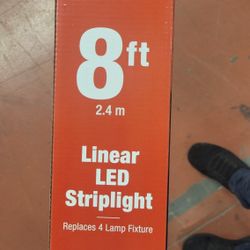 8ft
2.4 m
Linear
LED
Striplight
Replaces 4 Lamp Fixture